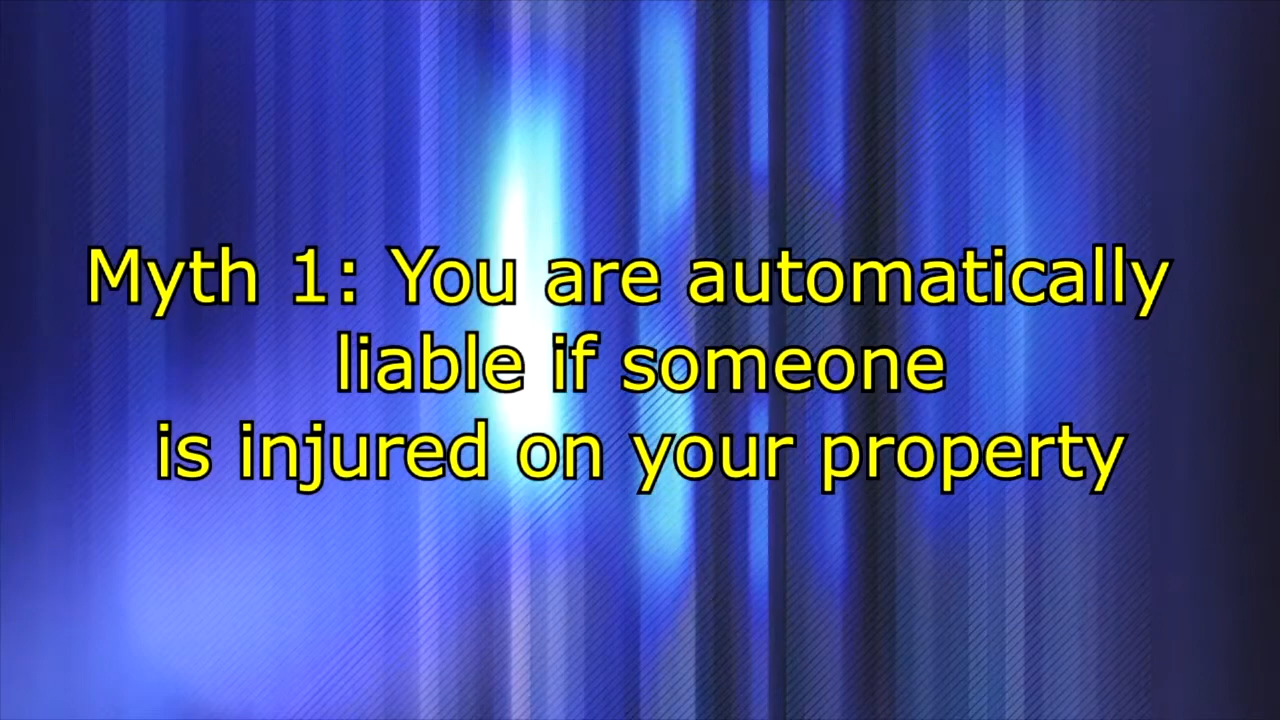 Myth 1: You are automatically
liable if someone
is injured on your property